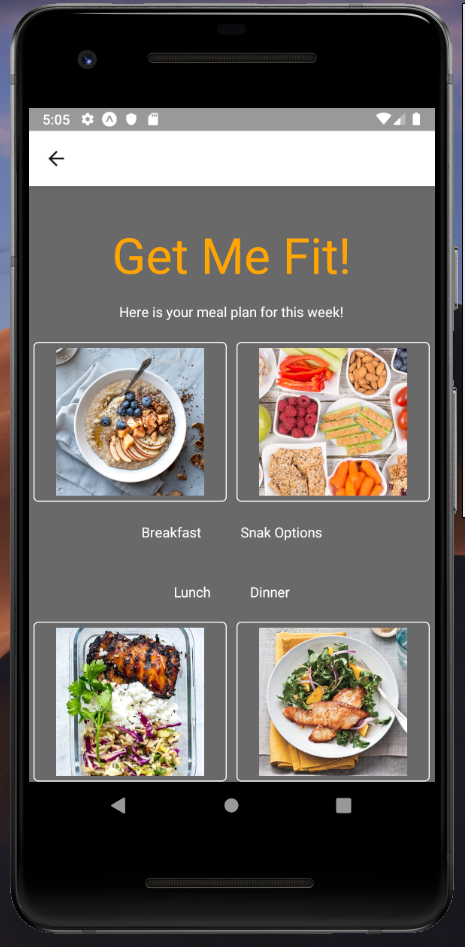 5:05
Get Me Fit!
Here is your meal plan for this week!
Breakfast Snak Options
Lunch Dinner